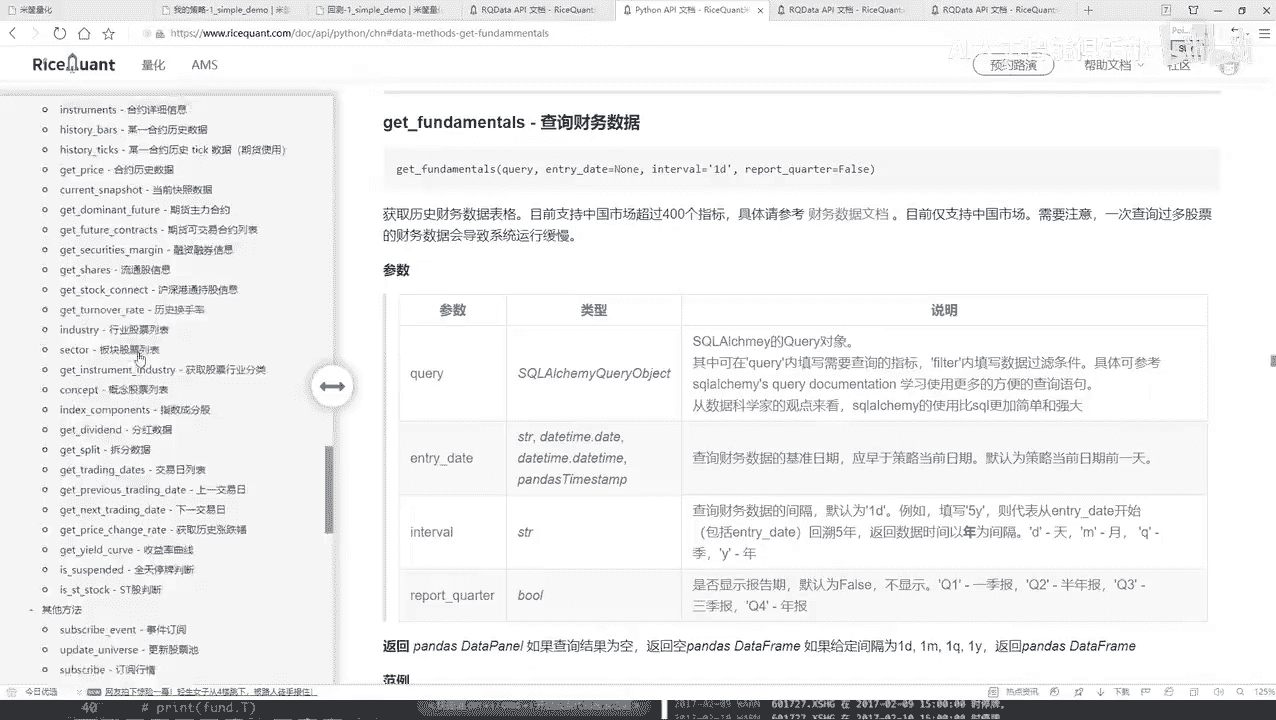 米筐量化
我的策略-1_simple_demo | 米
回测-1_simple_demo | 米筐量
RQData API 文档 - RiceQuant
Python API 文档 - RiceQuant
RQData API 文档 - RiceQuant
RQData API 文档 - RiceQuant
https://www.ricequant.com/doc/api/python/chn#data-methods-get-fundammentals
RiceQuant
量化
AMS
预约路演
帮助文档
社区
instruments - 合约详细信息
history_bars - 某一合约历史数据
history_ticks - 某一合约历史 tick 数据（期货使用）
get_price - 合约历史数据
current_snapshot - 当前快照数据
get_dominant_future - 期货主力合约
get_future_contracts - 期货可交易合约列表
get_securities_margin - 融资融券信息
get_shares - 流通股信息
get_stock_connect - 沪深港通持股信息
get_turnover_rate - 历史换手率
industry - 行业股票列表
sector - 板块股票列表
get_instrument_industry - 获取股票行业分类
concept - 概念股票列表
index_components - 指数成分股
get_dividend - 分红数据
get_split - 拆分数据
get_trading_dates - 交易日列表
get_previous_trading_date - 上一交易日
get_next_trading_date - 下一交易日
get_price_change_rate - 获取历史涨跌幅
get_yield_curve - 收益率曲线
is_suspended - 全天停牌判断
is_st_stock - ST股判断
其他方法
subscribe_event - 事件订阅
update_universe - 更新股票池
subscribe - 订阅行情
get_fundamentals - 查询财务数据
get_fundamentals(query, entry_date=None, interval='1d', report_quarter=False)
获取历史财务数据表格。目前支持中国市场超过400个指标，具体请参考 财务数据文档 。目前仅支持中国市场。需要注意，一次查询过多股票
的财务数据会导致系统运行缓慢。
参数
参数 类型 说明
query
SQLAlchemyQueryObject
SQLAlchmey的Query对象。
其中可在'query'内填写需要查询的指标，'filter'内填写数据过滤条件。具体可参考
sqlalchemy's query documentation 学习使用更多的方便的查询语句。
从数据科学家的观点来看，sqlalchemy的使用比sql更加简单和强大
entry_date
str, datetime.date,
datetime.datetime,
pandasTimestamp
查询财务数据的基准日期，应早于策略当前日期。默认为策略当前日期前一天。
interval
str
查询财务数据的间隔，默认为'1d'。例如，填写'5y'，则代表从entry_date开始
（包括entry_date）回溯5年，返回数据时间以年为间隔。'd' - 天，'m' - 月， 'q' -
季，'y' - 年
report_quarter
bool
是否显示报告期，默认为False，不显示。'Q1' - 一季报，'Q2' - 半年报，'Q3' -
三季报，'Q4' - 年报
返回 pandas DataPanel 如果查询结果为空，返回空pandas DataFrame 如果给定间隔为1d, 1m, 1q, 1y，返回pandas DataFrame
范例
今日优选
热点资讯
下载
125%
40 # print(fund.T)
601727.XSHG 在 2017-02-09 15:00:00 时停牌，